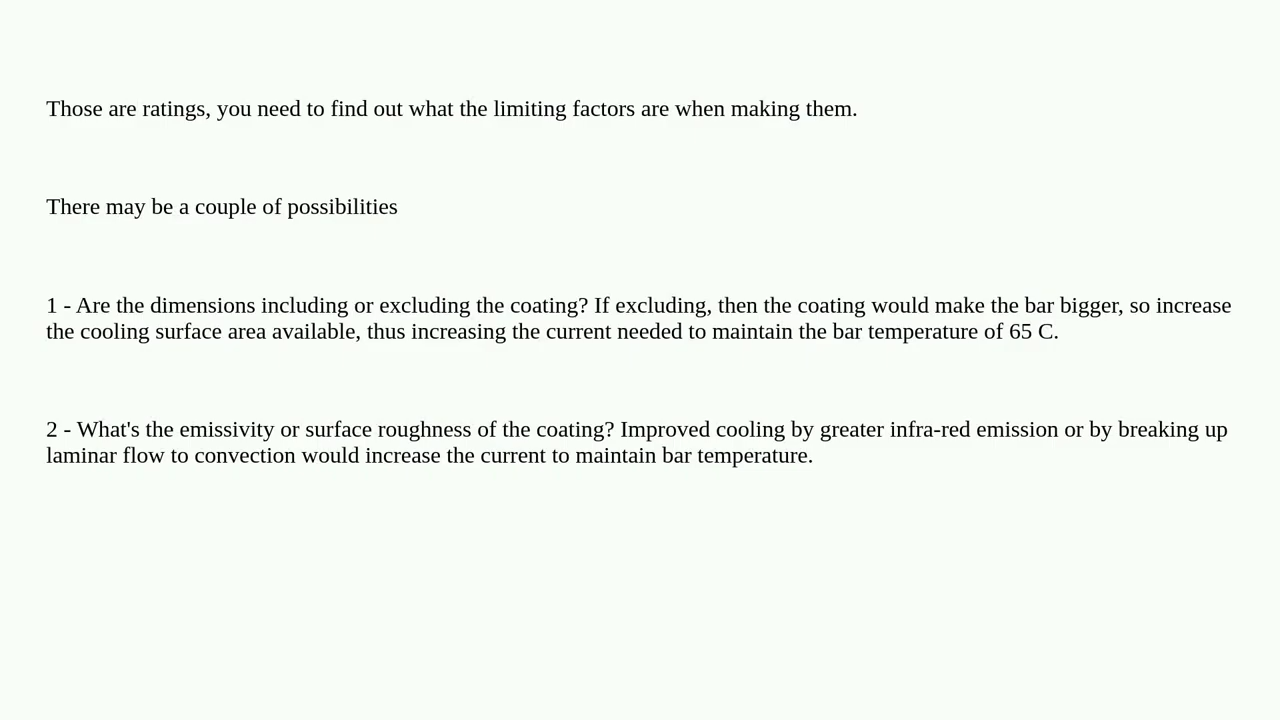 Those are ratings, you need to find out what the limiting factors are when making them.
There may be a couple of possibilities
1 - Are the dimensions including or excluding the coating? If excluding, then the coating would make the bar bigger, so increase
the cooling surface area available, thus increasing the current needed to maintain the bar temperature of 65 C.
2 - What's the emissivity or surface roughness of the coating? Improved cooling by greater infra-red emission or by breaking up
laminar flow to convection would increase the current to maintain bar temperature.